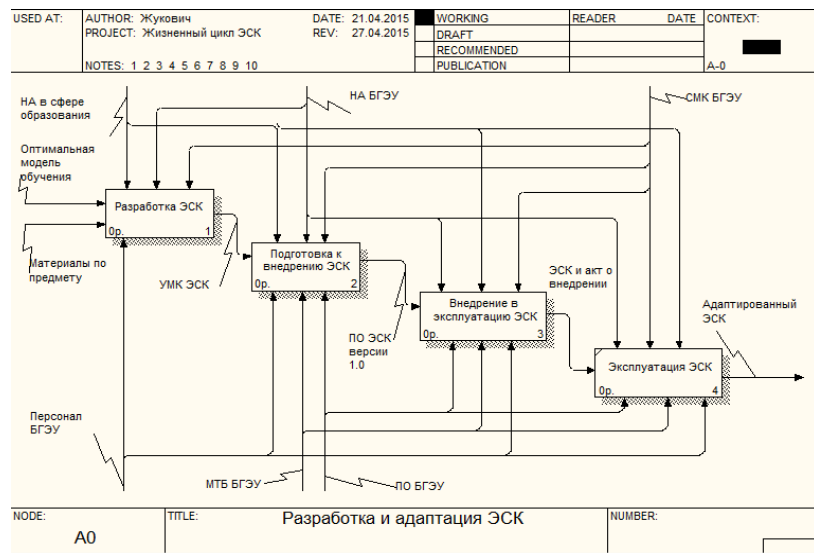 USED AT:
AUTHOR: Жукович
DATE: 21.04.2015
WORKING
READER
DATE
CONTEXT:
PROJECT: Жизненный цикл ЭСК
REV: 27.04.2015
DRAFT
RECOMMENDED
NOTES: 1 2 3 4 5 6 7 8 9 10
PUBLICATION
A-0
НА в сфере
образования
НА БГЭУ
СМК БГЭУ
Оптимальная
модель
обучения
Разработка ЭСК
0р.
1
Материалы по
предмету
УМК ЭСК
Подготовка к
внедрению ЭСК
0р.
2
ПО ЭСК
версии
1.0
ЭСК и акт о
внедрении
Внедрение в
эксплуатацию ЭСК
0р.
3
Адаптированный
ЭСК
Эксплуатация ЭСК
0р.
4
Персонал
БГЭУ
МТБ БГЭУ
ПО БГЭУ
NODE:
A0
TITLE:
Разработка и адаптация ЭСК
NUMBER: